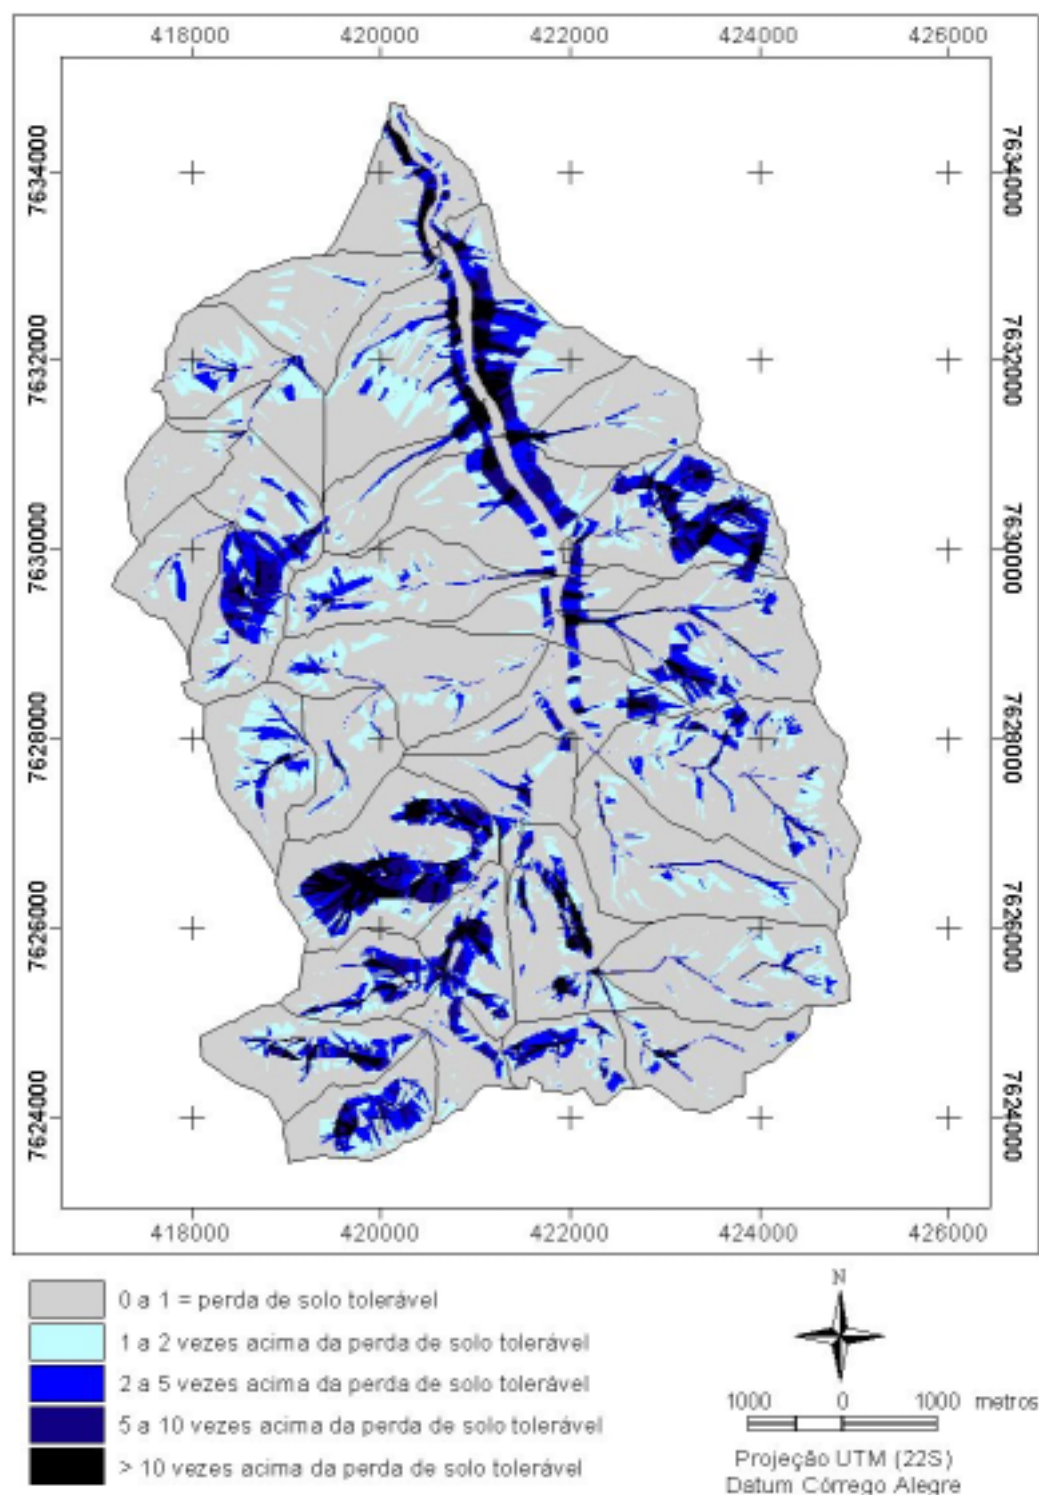 418000 420000 422000 424000 426000
7634000 7634000
7632000 7632000
7630000 7630000
7628000 7628000
7626000 7626000
7624000 7624000
418000 420000 422000 424000 426000
0 a 1 = perda de solo tolerável
1 a 2 vezes acima da perda de solo tolerável
2 a 5 vezes acima da perda de solo tolerável
5 a 10 vezes acima da perda de solo tolerável
> 10 vezes acima da perda de solo tolerável
N
1000 0 1000 metros
Projeção UTM (22S)
Datum Córrego Alegre